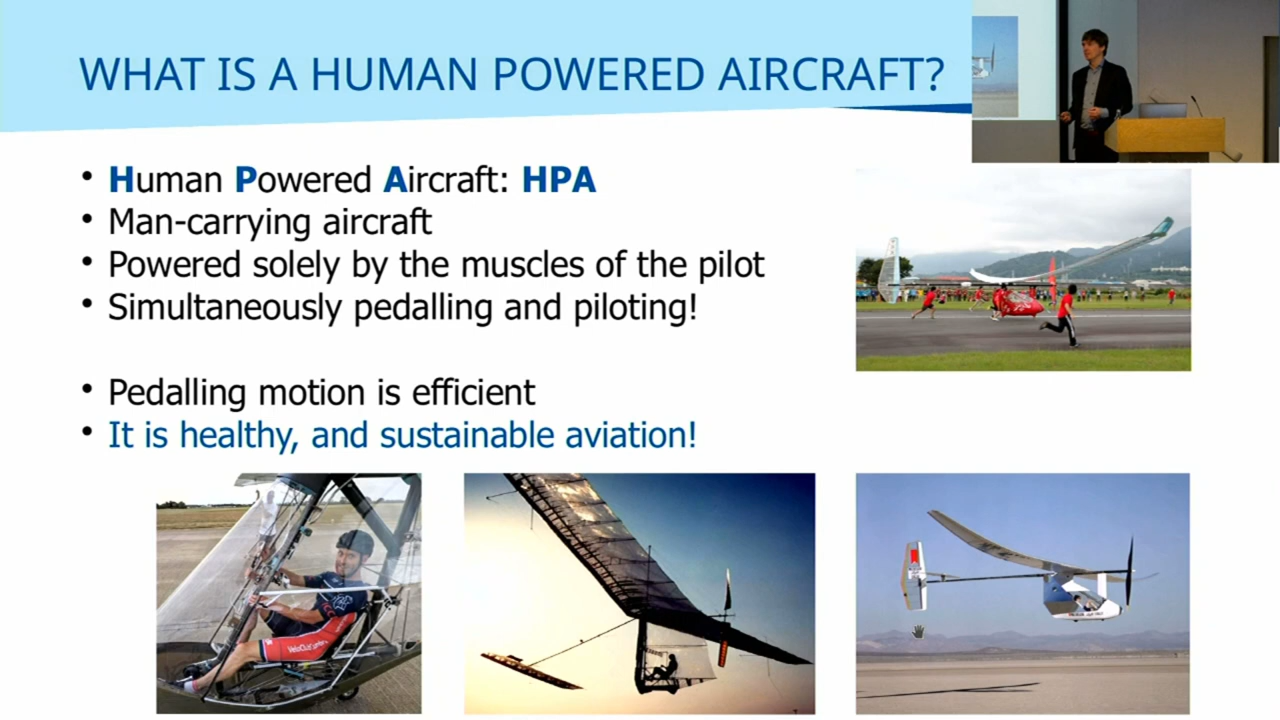 WHAT IS A HUMAN POWERED AIRCRAFT?
• Human Powered Aircraft: HPA
• Man-carrying aircraft
• Powered solely by the muscles of the pilot
• Simultaneously pedalling and piloting!
• Pedalling motion is efficient
• It is healthy, and sustainable aviation!